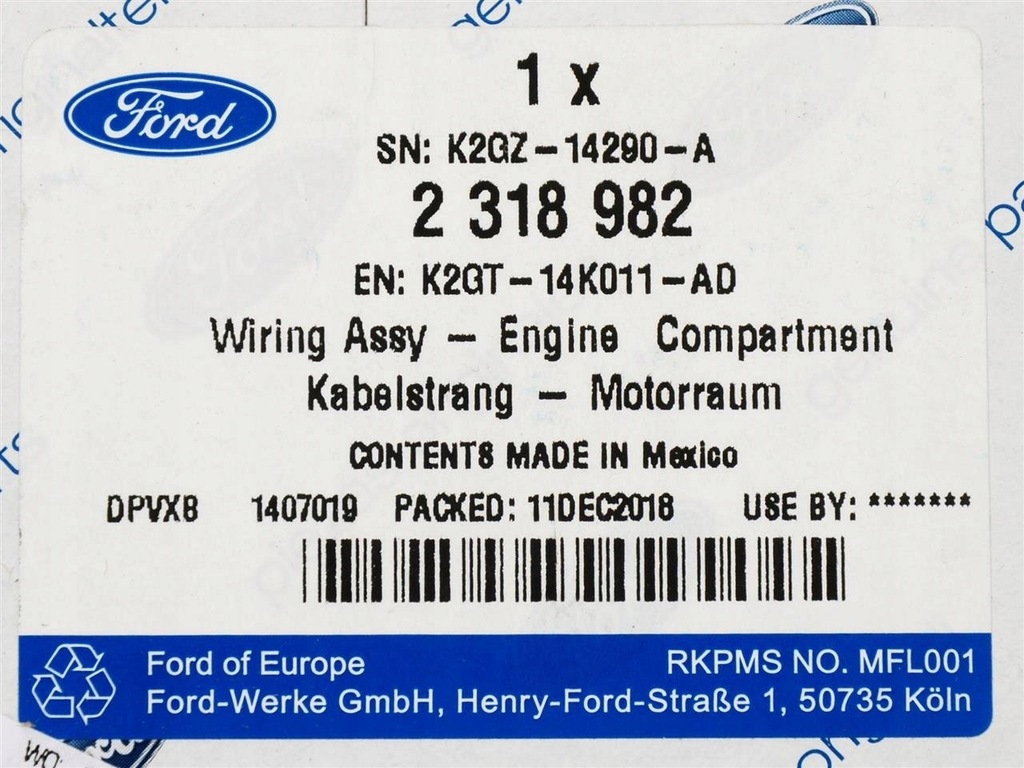 Ford
1 x
SN: K2GZ-14290-A
2 318 982
EN: K2GT-14K011-AD
Wiring Assy - Engine Compartment
Kabelstrang - Motorraum
CONTENTS MADE IN Mexico
DPVXB 1407019 PACKED: 11DEC2018 USE BY: *******
Ford of Europe RKPMS NO. MFL001
Ford-Werke GmbH, Henry-Ford-Straße 1, 50735 Köln